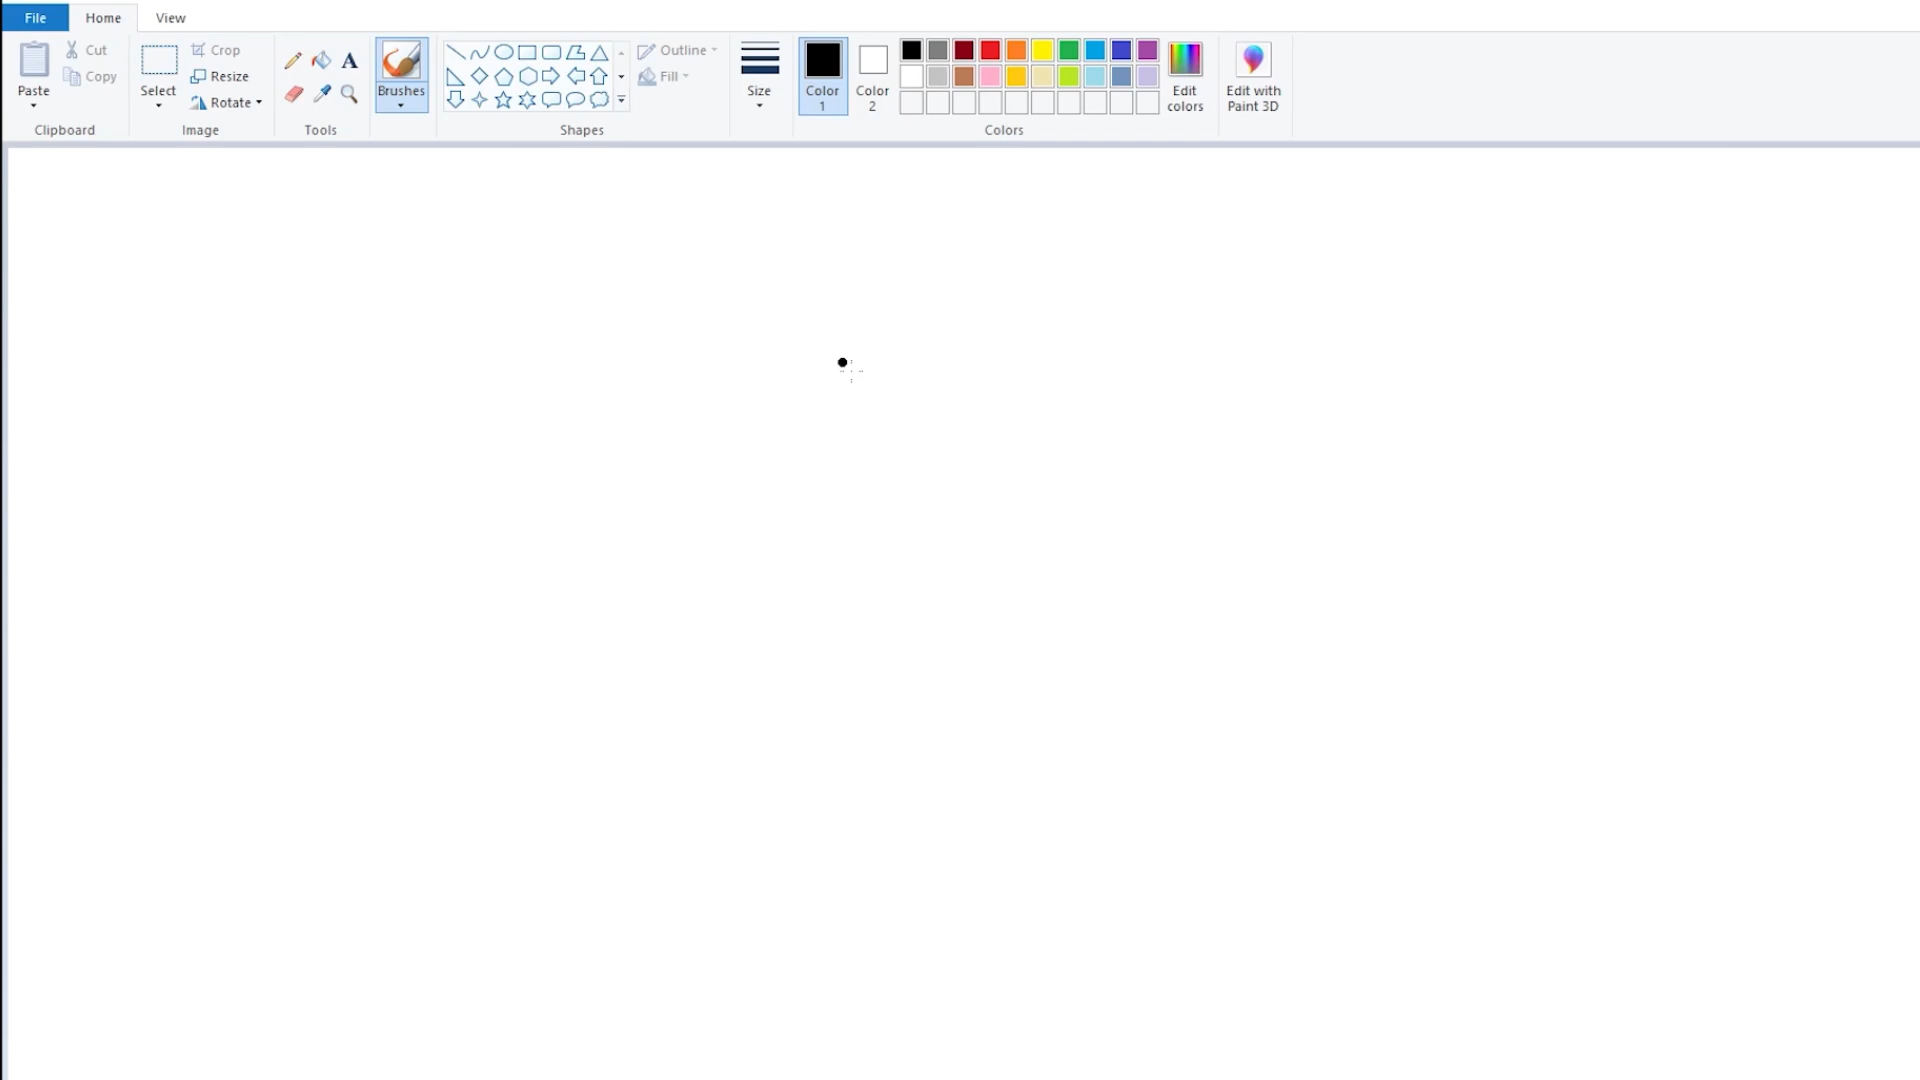 File Home View
Paste
Cut
Copy
Clipboard
Select
Crop
Resize
Rotate
Image
A
Tools
Brushes
Shapes
Outline
Fill
Size
Color
1
Color
2
Edit
colors
Colors
Edit with
Paint 3D